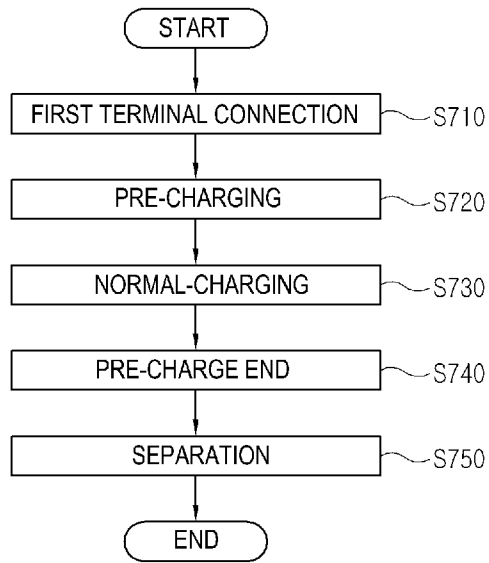 START
FIRST TERMINAL CONNECTION S710
PRE-CHARGING S720
NORMAL-CHARGING S730
PRE-CHARGE END S740
SEPARATION S750
END